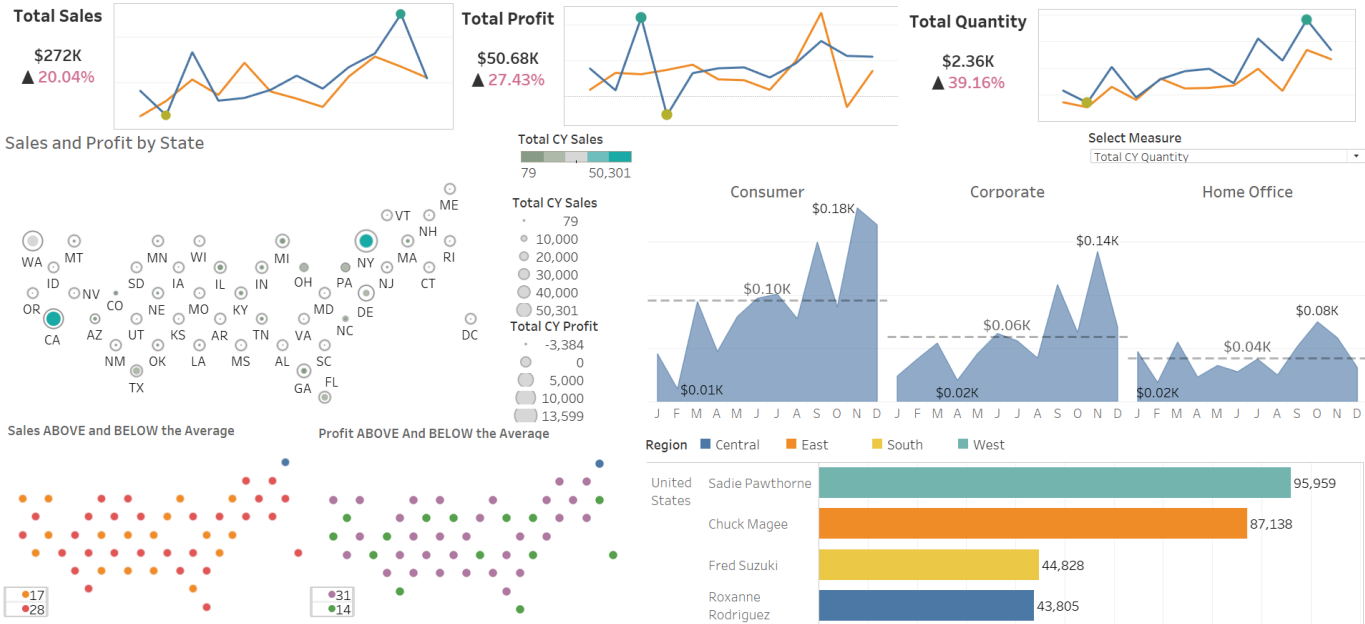 Total Sales
$272K
▲ 20.04%
Total Profit
$50.68K
▲ 27.43%
Total Quantity
$2.36K
▲ 39.16%
Sales and Profit by State
Total CY Sales
79 50,301
Select Measure
Total CY Quantity
ME
VT
NH
WA MT MN WI MI NY MA RI
ID SD IA IL IN OH PA NJ CT
OR NV CO NE MO KY MD DE
CA AZ UT KS AR TN VA NC DC
NM OK LA MS AL SC
TX GA FL
Total CY Sales
79
10,000
20,000
30,000
40,000
50,301
Total CY Profit
-3,384
0
5,000
10,000
13,599
Consumer Corporate Home Office
$0.18K
$0.10K
$0.01K
J F M A M J J A S O N D
$0.14K
$0.06K
$0.02K
J F M A M J J A S O N D
$0.08K
$0.04K
$0.02K
J F M A M J J A S O N D
Sales ABOVE and BELOW the Average
17
28
Profit ABOVE And BELOW the Average
31
14
Region Central East South West
United States
Sadie Pawthorne 95,959
Chuck Magee 87,138
Fred Suzuki 44,828
Roxanne
Rodriguez 43,805